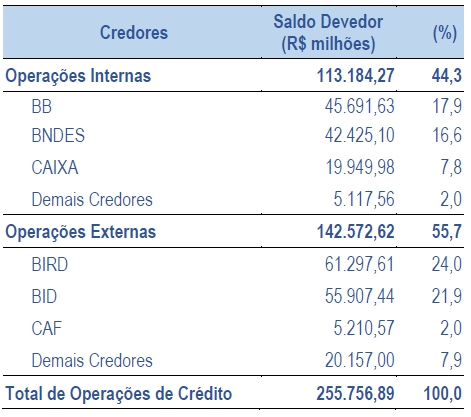 Credores Saldo Devedor (R$ milhões) (%)
Operações Internas 113.184,27 44,3
BB 45.691,63 17,9
BNDES 42.425,10 16,6
CAIXA 19.949,98 7,8
Demais Credores 5.117,56 2,0
Operações Externas 142.572,62 55,7
BIRD 61.297,61 24,0
BID 55.907,44 21,9
CAF 5.210,57 2,0
Demais Credores 20.157,00 7,9
Total de Operações de Crédito 255.756,89 100,0